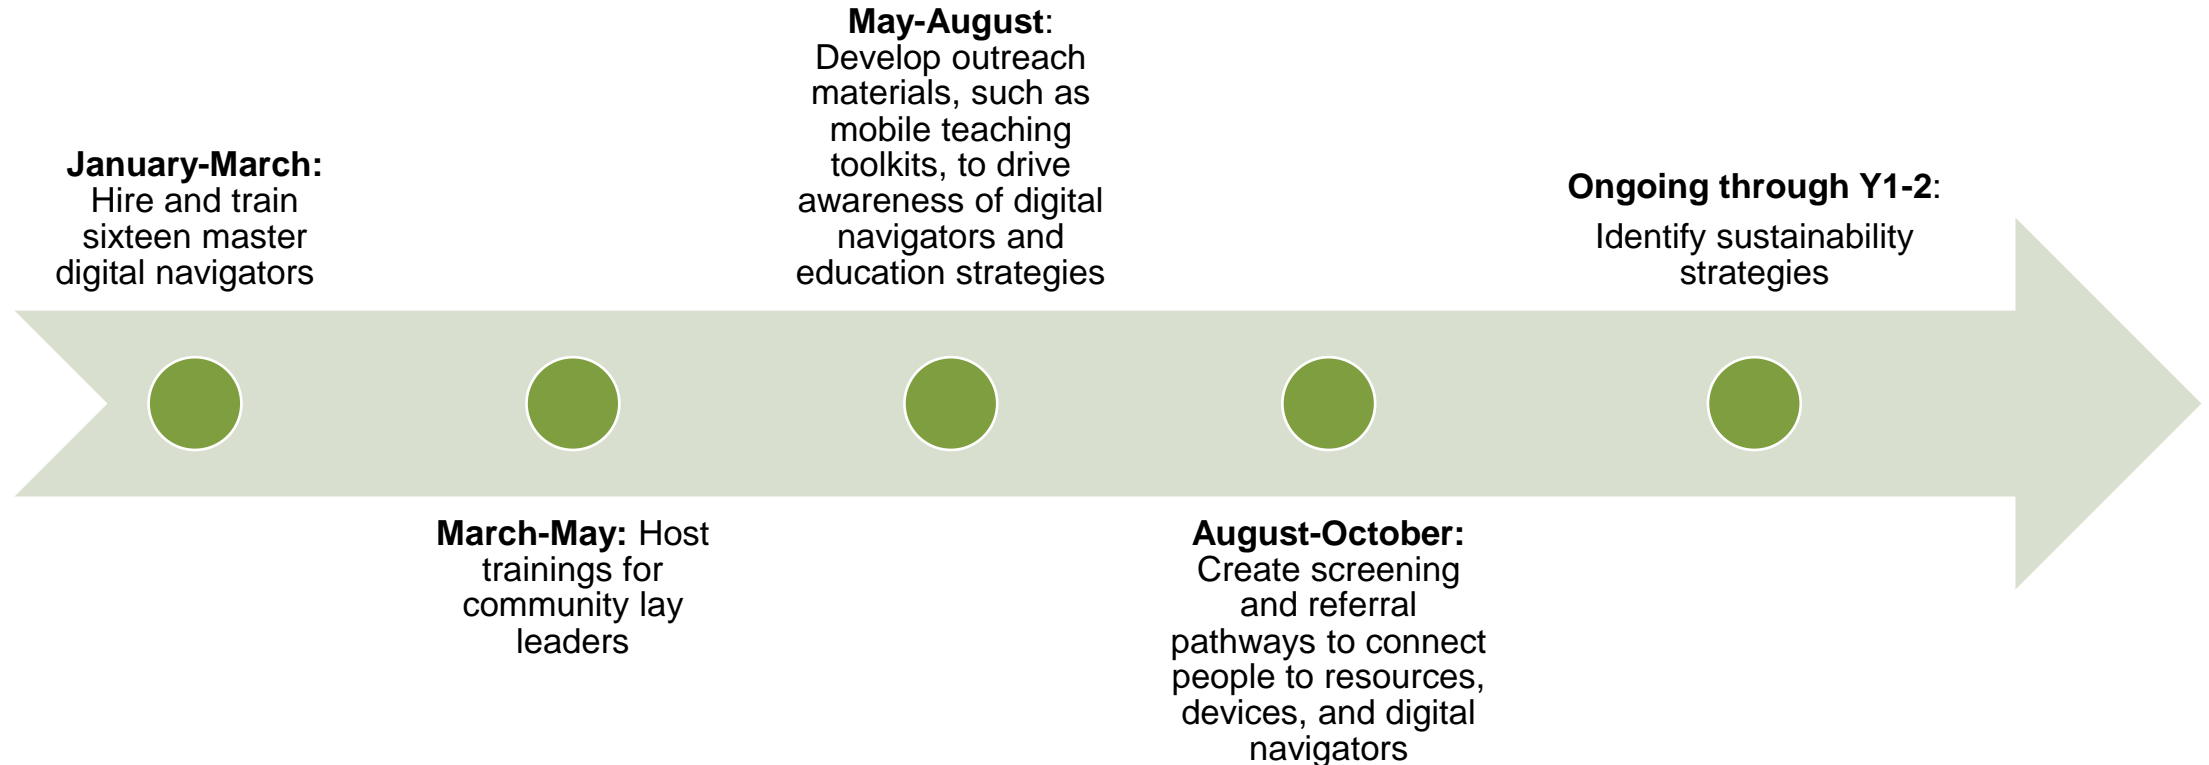 January-March:
Hire and train
sixteen master
digital navigators
March-May: Host
trainings for
community lay
leaders
May-August:
Develop outreach
materials, such as
mobile teaching
toolkits, to drive
awareness of digital
navigators and
education strategies
August-October:
Create screening
and referral
pathways to connect
people to resources,
devices, and digital
navigators
Ongoing through Y1-2:
Identify sustainability
strategies